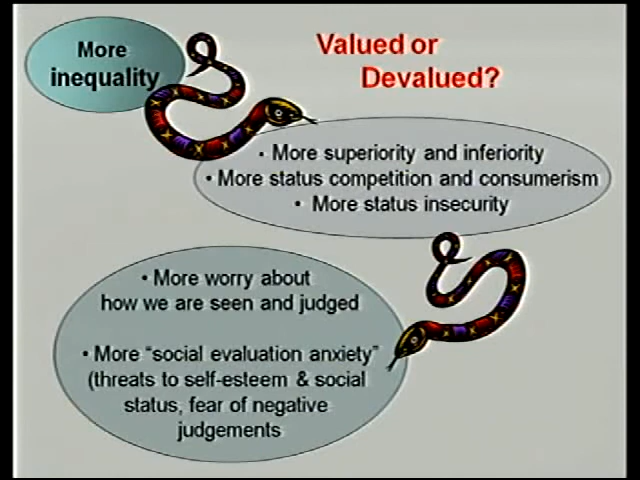 More
inequality
Valued or
Devalued?
• More superiority and inferiority
• More status competition and consumerism
• More status insecurity
• More worry about
how we are seen and judged
• More “social evaluation anxiety”
(threats to self-esteem & social
status, fear of negative
judgements